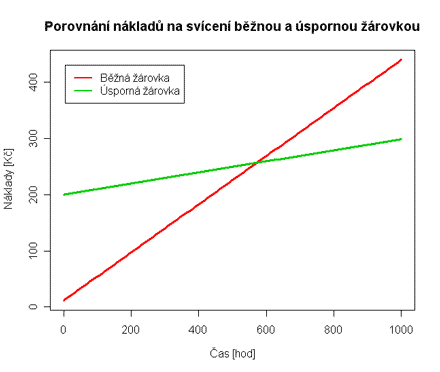 Porovnání nákladů na svícení běžnou a úspornou žárovkou
Běžná žárovka
Úsporná žárovka
Náklady [Kč]
400
300
200
100
0
0 200 400 600 800 1000
Čas [hod]